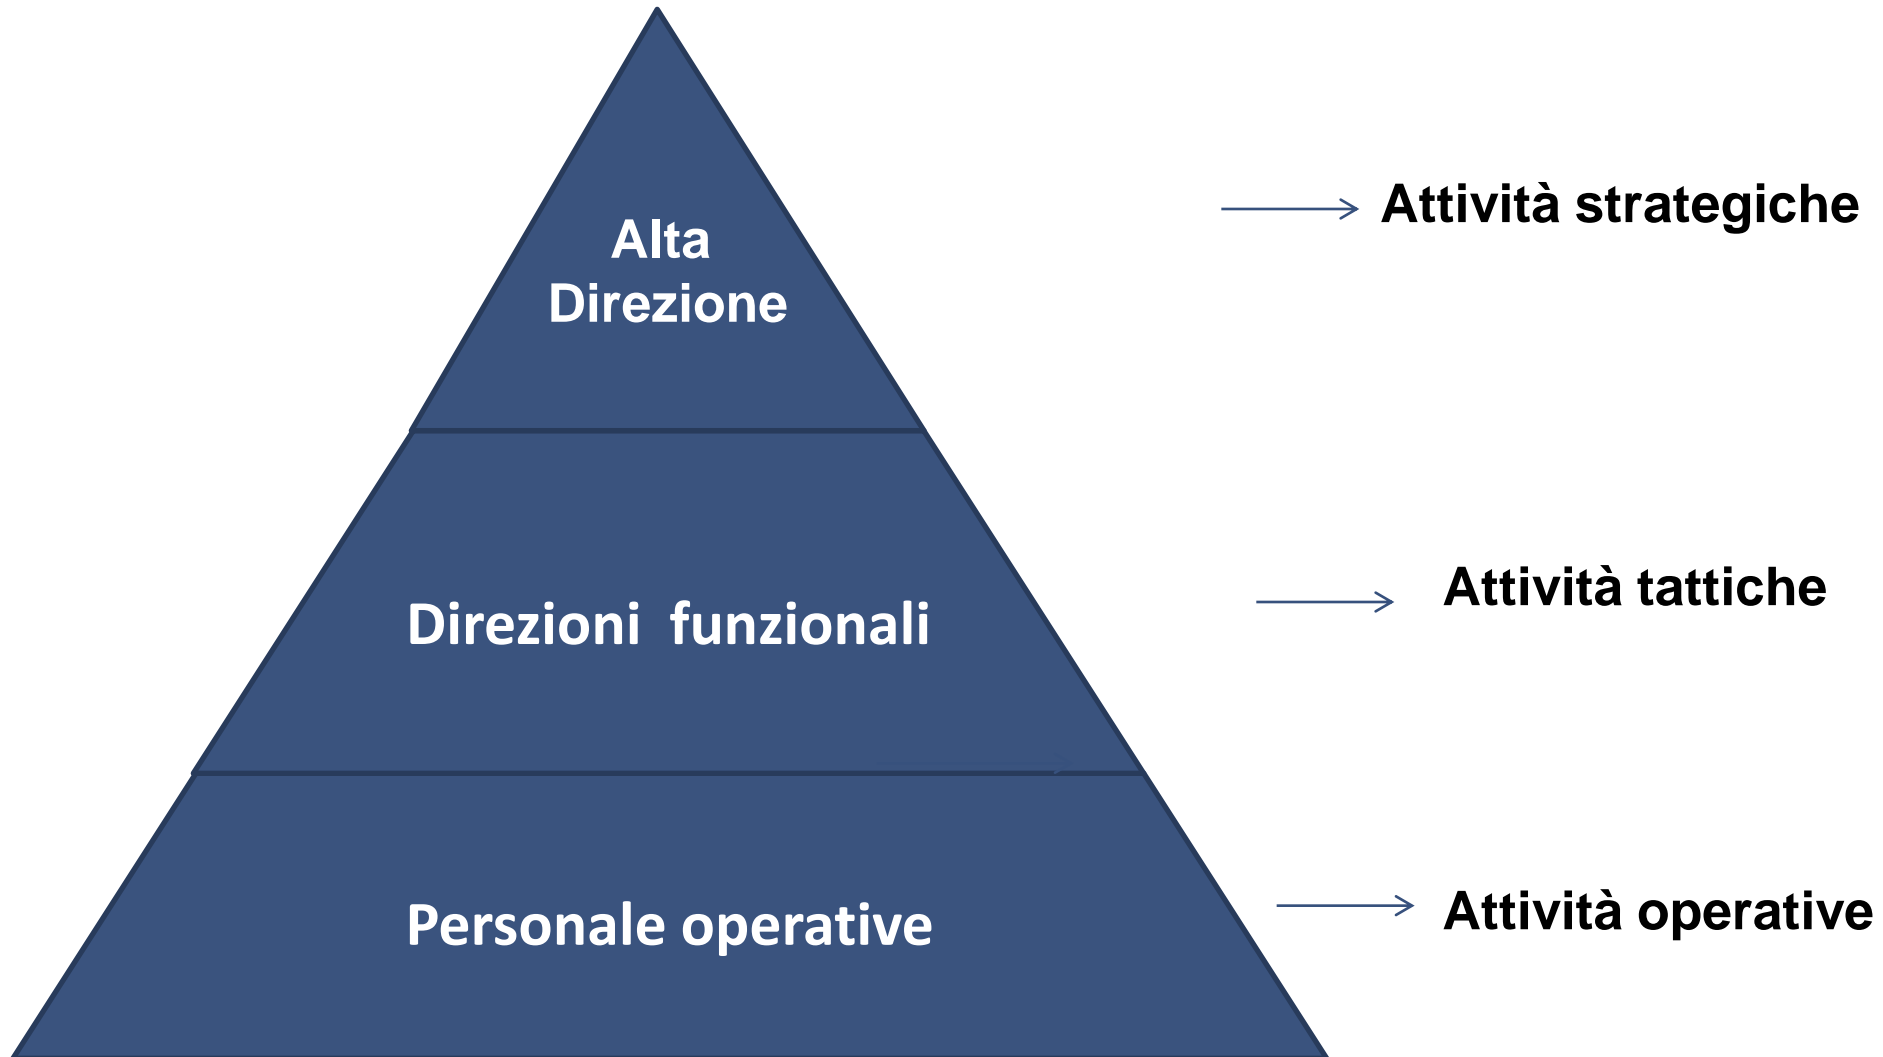 Alta
Direzione
Attività strategiche
Direzioni funzionali
Attività tattiche
Personale operative
Attività operative